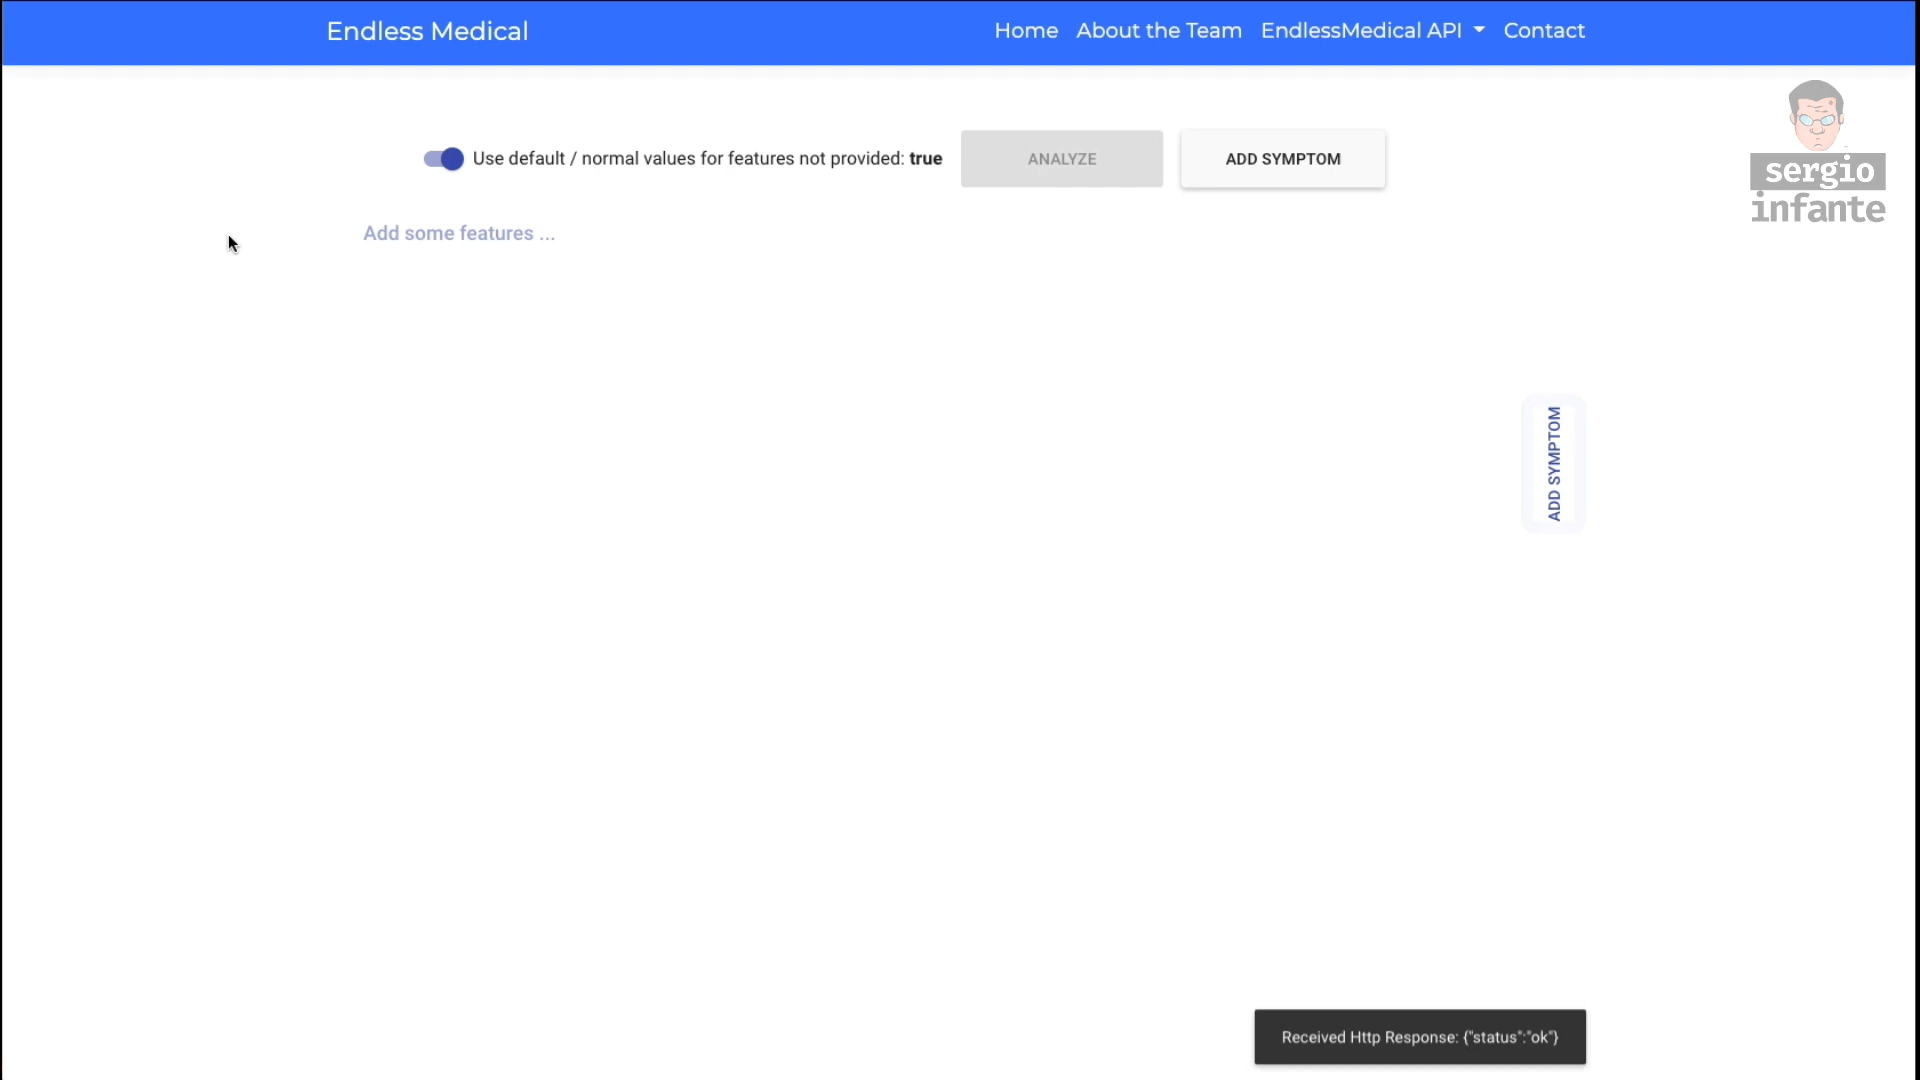 Endless Medical
Home
About the Team
EndlessMedical API
Contact
sergio
infante
Use default / normal values for features not provided: true
ANALYZE
ADD SYMPTOM
Add some features ...
ADD SYMPTOM
Received Http Response: {"status":"ok"}